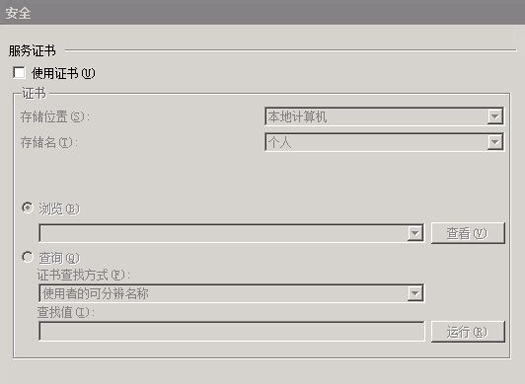 安全
服务证书
使用证书(U)
证书
存储位置(S):
本地计算机
存储名(T):
个人
浏览(B)
查看(V)
查询(Q)
证书查找方式(F):
使用者的可分辨名称
查找值(I):
运行(R)